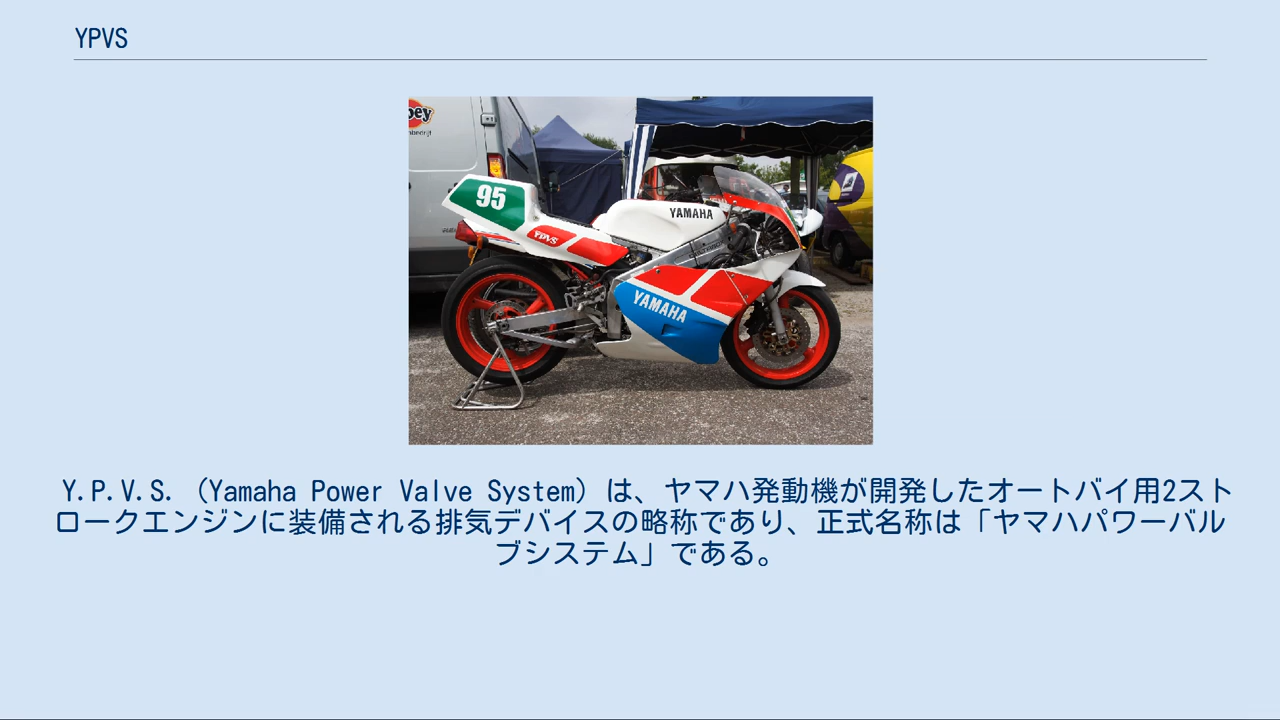 YPVS
95
YAMAHA
YPVS
YAMAHA
Y.P.V.S.（Yamaha Power Valve System）は、ヤマハ発動機が開発したオートバイ用2スト
ロークエンジンに装備される排気デバイスの略称であり、正式名称は「ヤマハパワーバル
ブシステム」である。